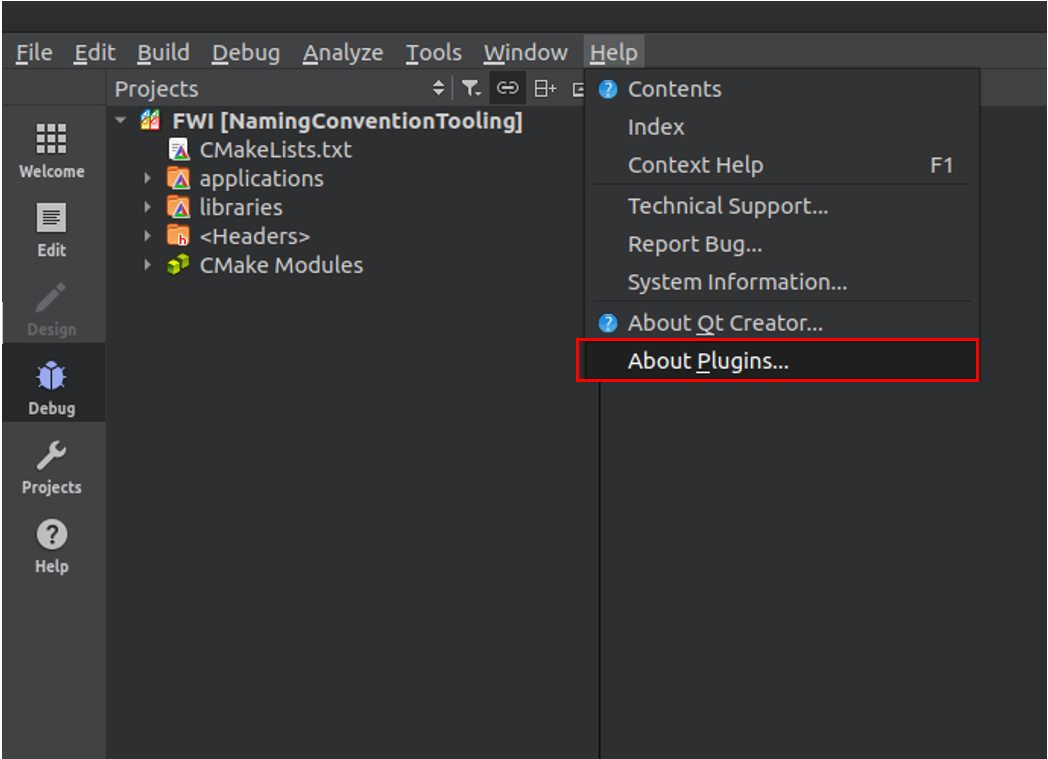 File Edit Build Debug Analyze Tools Window Help
Projects
FWI [NamingConventionTooling]
CMakeLists.txt
applications
libraries
<Headers>
CMake Modules
Welcome
Edit
Design
Debug
Projects
Help
Contents
Index
Context Help F1
Technical Support...
Report Bug...
System Information...
About Qt Creator...
About Plugins...